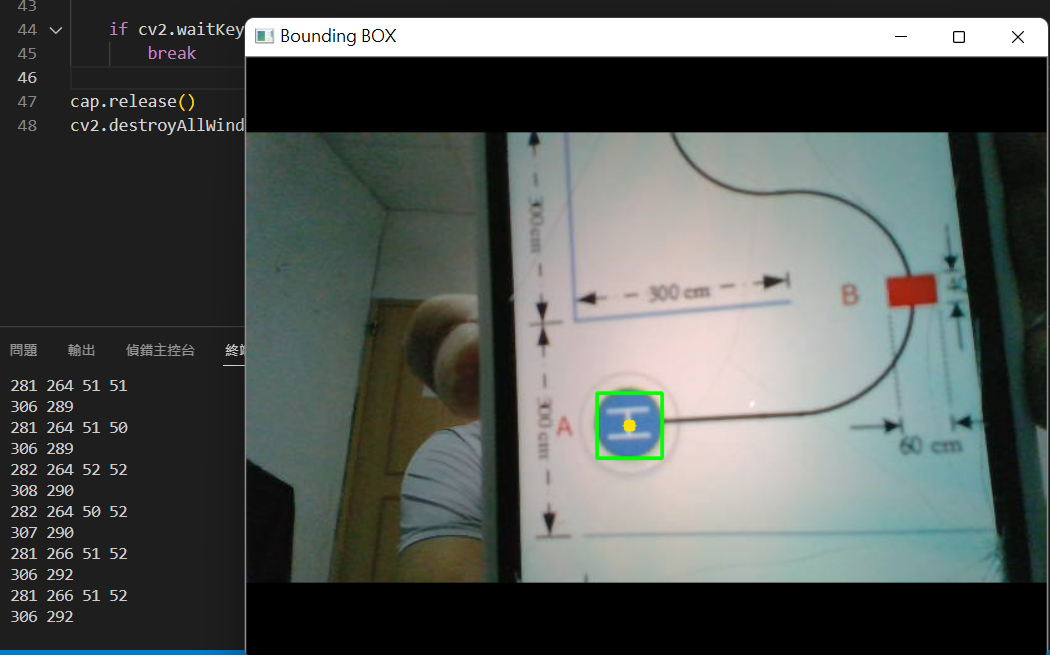 43
44 if cv2.waitKey
45 break
46
47 cap.release()
48 cv2.destroyAllWind
問題 輸出 偵錯主控台
281 264 51 51
306 289
281 264 51 50
306 289
282 264 52 52
308 290
282 264 50 52
307 290
281 266 51 52
306 292
281 266 51 52
306 292
Bounding BOX
300 cm
300 cm
B
A
H
300 cm
60 cm